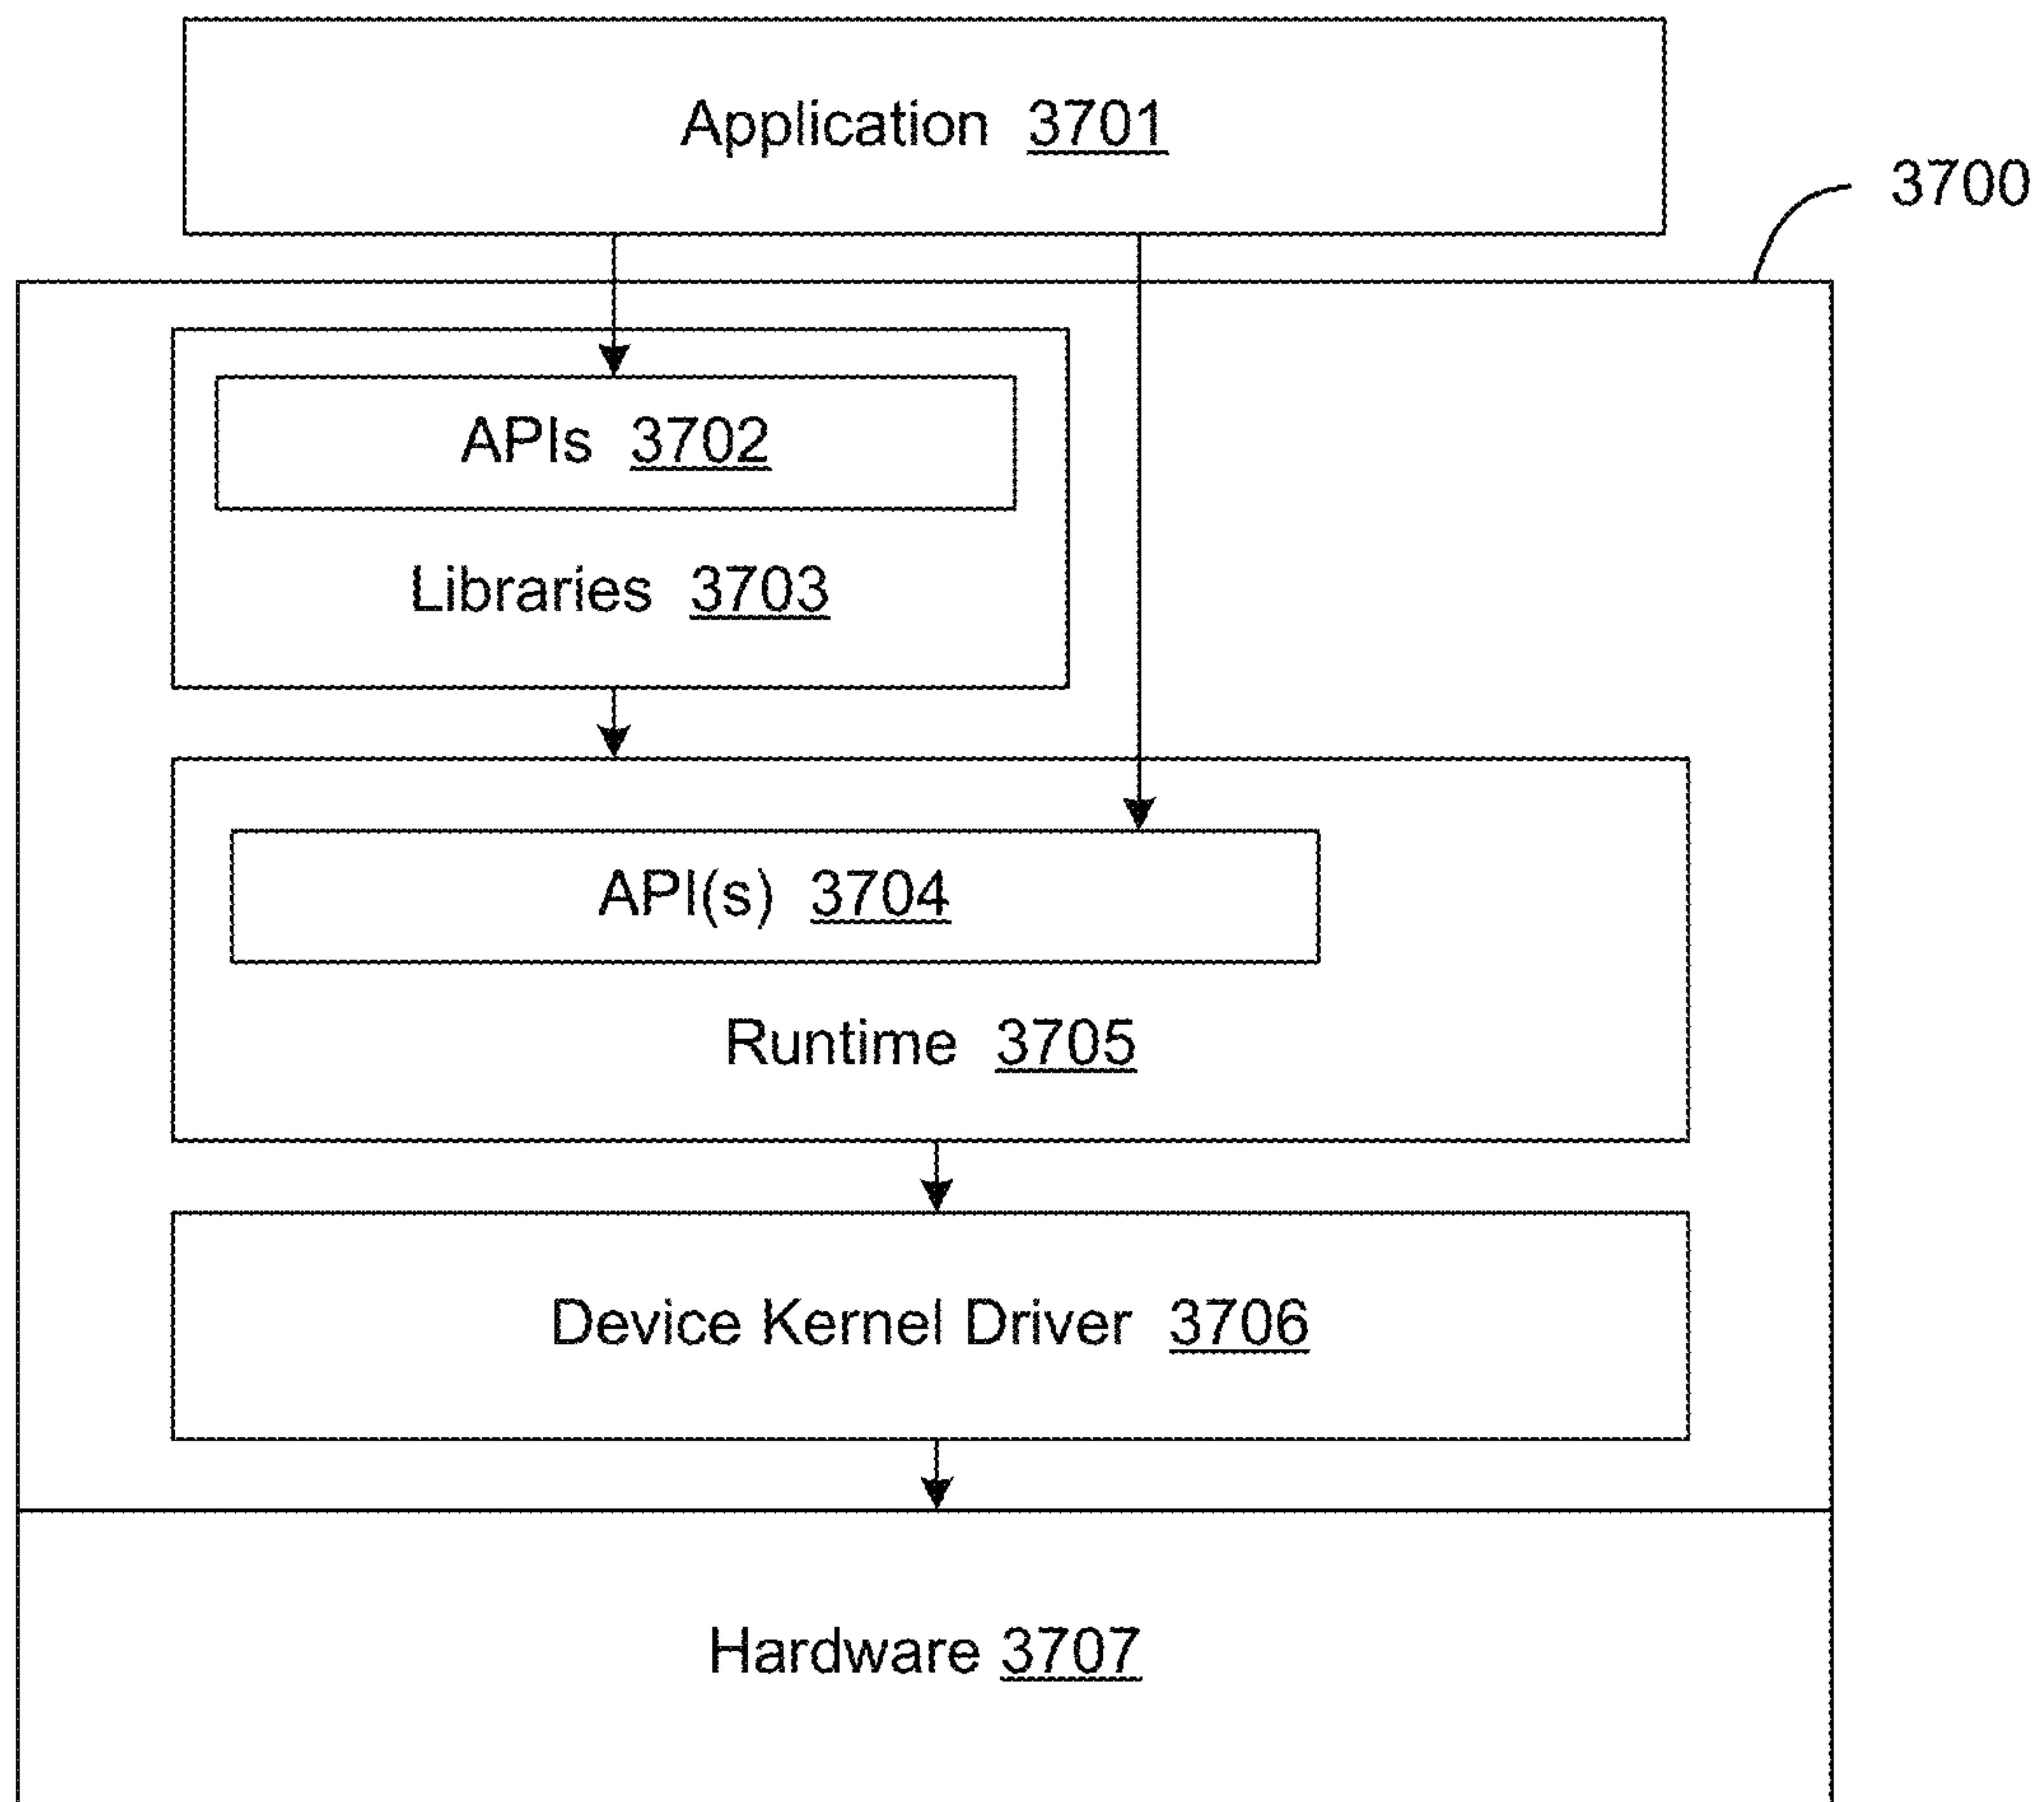 Application 3701
3700
APIs 3702
Libraries 3703
API(s) 3704
Runtime 3705
Device Kernel Driver 3706
Hardware 3707